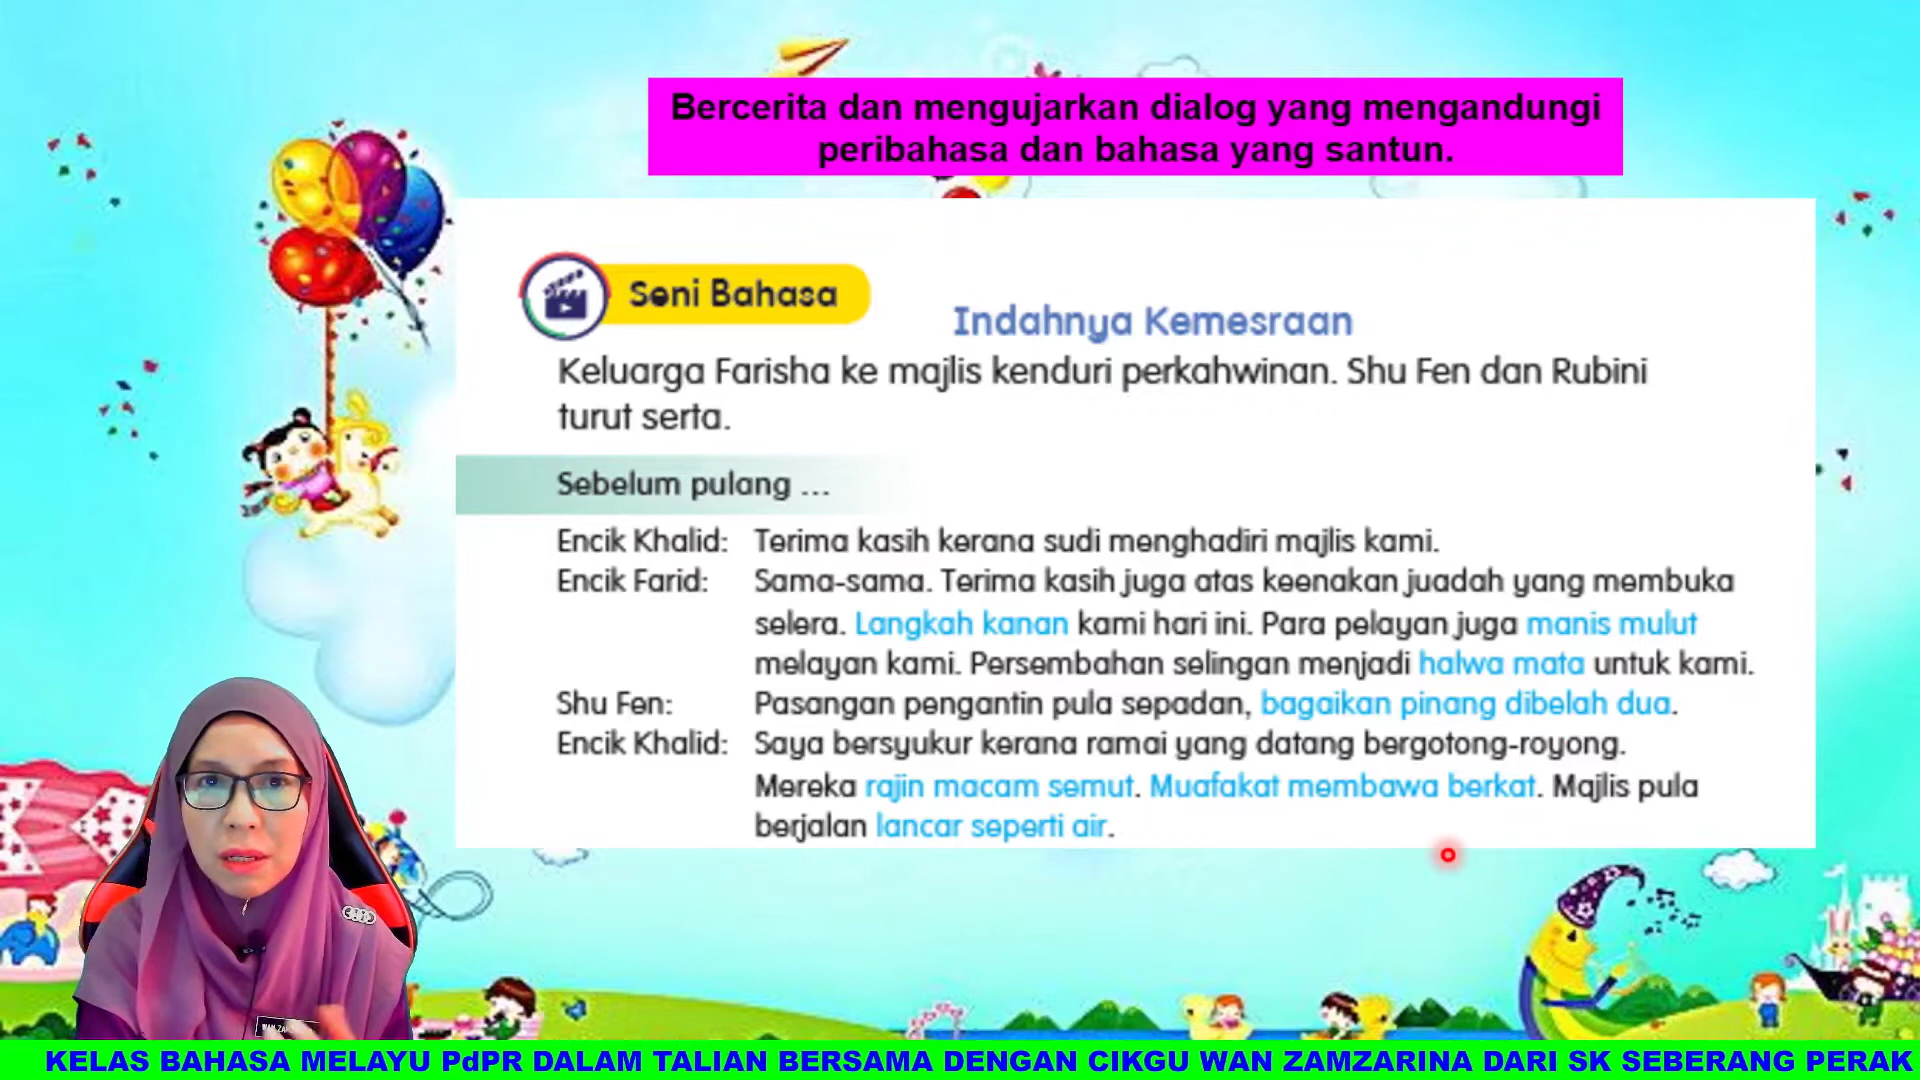 Bercerita dan mengujarkan dialog yang mengandungi
peribahasa dan bahasa yang santun.
Seni Bahasa
Indahnya Kemesraan
Keluarga Farisha ke majlis kenduri perkahwinan. Shu Fen dan Rubini
turut serta.
Sebelum pulang ...
Encik Khalid: Terima kasih kerana sudi menghadiri majlis kami.
Encik Farid: Sama-sama. Terima kasih juga atas keenakan juadah yang membuka
selera. Langkah kanan kami hari ini. Para pelayan juga manis mulut
melayan kami. Persembahan selingan menjadi halwa mata untuk kami.
Shu Fen: Pasangan pengantin pula sepadan, bagaikan pinang dibelah dua.
Encik Khalid: Saya bersyukur kerana ramai yang datang bergotong-royong.
Mereka rajin macam semut. Muafakat membawa berkat. Majlis pula
berjalan lancar seperti air.
KELAS BAHASA MELAYU PdPR DALAM TALIAN BERSAMA DENGAN CIKGU WAN ZAMZARINA DARI SK SEBERANG PERAK